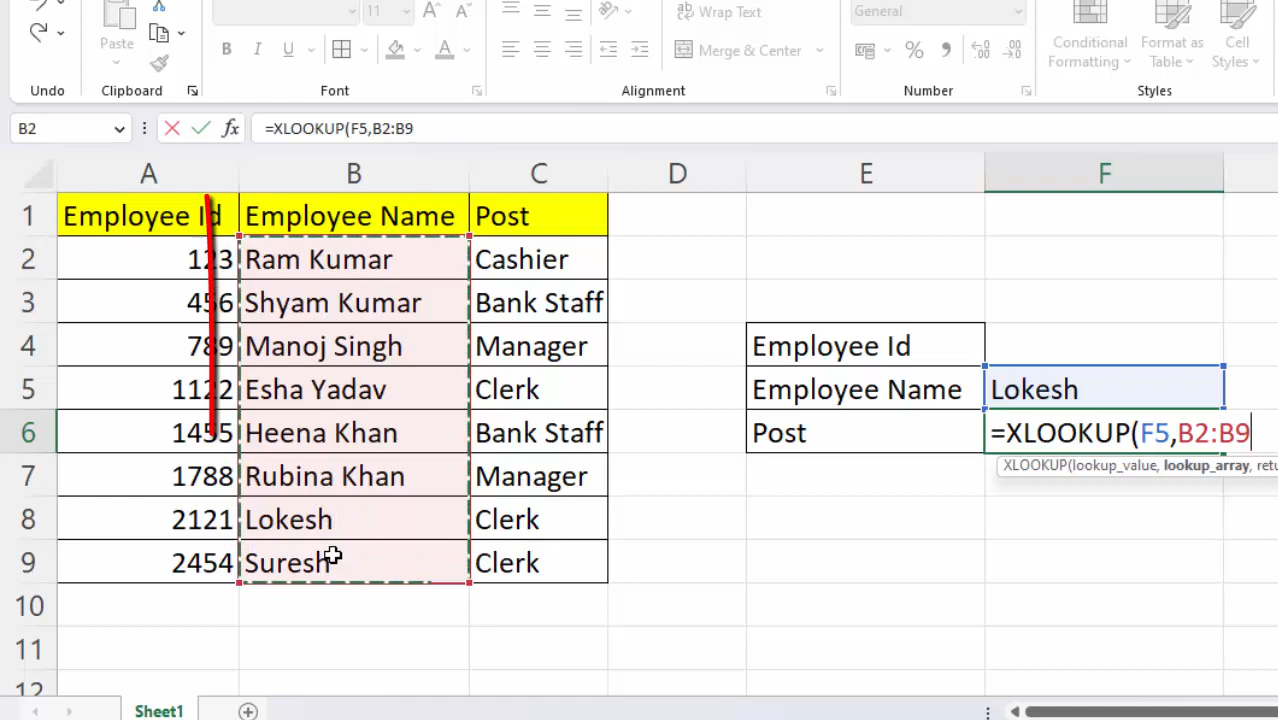 11
A
A
Wrap Text
General
Paste
B I U
A
Merge & Center
%
Conditional
Formatting
Format as
Table
Cell
Styles
Undo
Clipboard
Font
Alignment
Number
Styles
B2
fx
=XLOOKUP(F5,B2:B9
A B C D E F
1 Employee Id Employee Name Post
2 123 Ram Kumar Cashier
3 456 Shyam Kumar Bank Staff
4 789 Manoj Singh Manager Employee Id
5 1122 Esha Yadav Clerk Employee Name Lokesh
6 1455 Heena Khan Bank Staff Post =XLOOKUP(F5,B2:B9
XLOOKUP(lookup_value, lookup_array, retu
7 1788 Rubina Khan Manager
8 2121 Lokesh Clerk
9 2454 Suresh Clerk
10
11
12
Sheet1